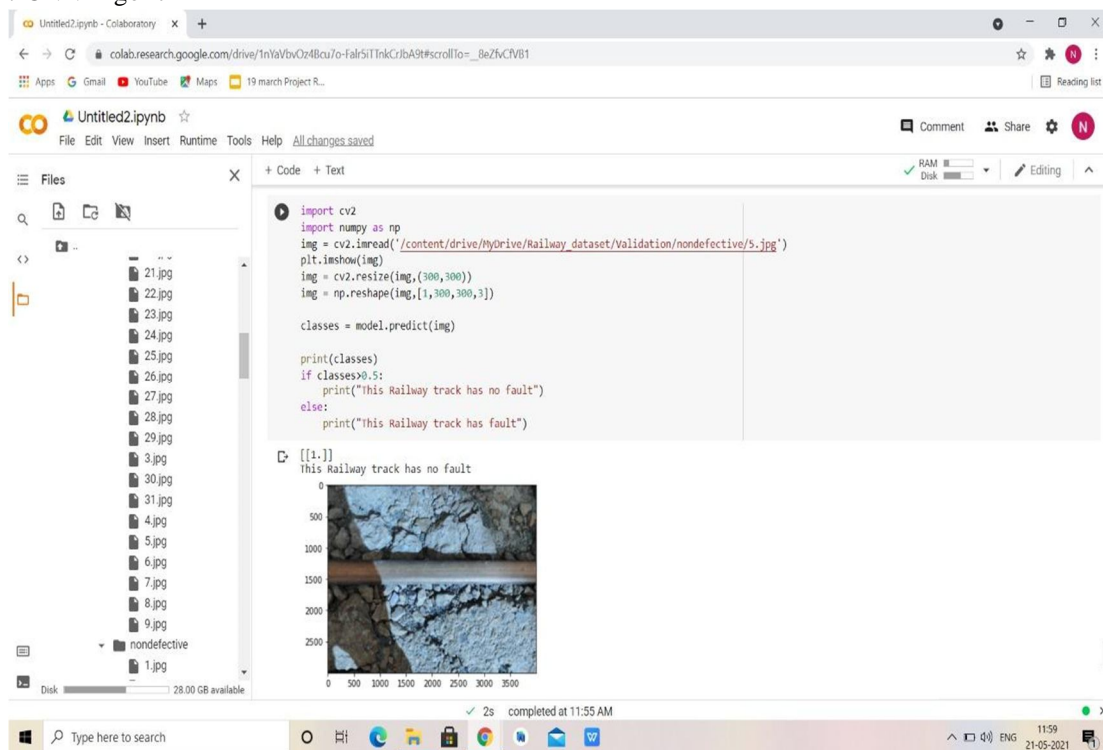 Untitled2.ipynb - Colaboratory
colab.research.google.com/drive/1nYaVbvOz4Bcu7o-FaIr5iTTnkCrJbA9t#scrollTo=__8eZfvCfVB1
Apps Gmail YouTube Maps 19 march Project R... Reading list
CO Untitled2.ipynb
File Edit View Insert Runtime Tools Help All changes saved
Comment Share N
Files
+ Code + Text
RAM
Disk
Editing
..
21.jpg
22.jpg
23.jpg
24.jpg
25.jpg
26.jpg
27.jpg
28.jpg
29.jpg
3.jpg
30.jpg
31.jpg
4.jpg
5.jpg
6.jpg
7.jpg
8.jpg
9.jpg
nondefective
1.jpg
Disk 28.00 GB available
import cv2
import numpy as np
img = cv2.imread('/content/drive/MyDrive/Railway_dataset/Validation/nondefective/5.jpg')
plt.imshow(img)
img = cv2.resize(img,(300,300))
img = np.reshape(img,[1,300,300,3])
classes = model.predict(img)
print(classes)
if classes>0.5:
print("This Railway track has no fault")
else:
print("This Railway track has fault")
[[1.]]
This Railway track has no fault
0
500
1000
1500
2000
2500
0 500 1000 1500 2000 2500 3000 3500
2s completed at 11:55 AM
Type here to search
ENG
11:59
21-05-2021